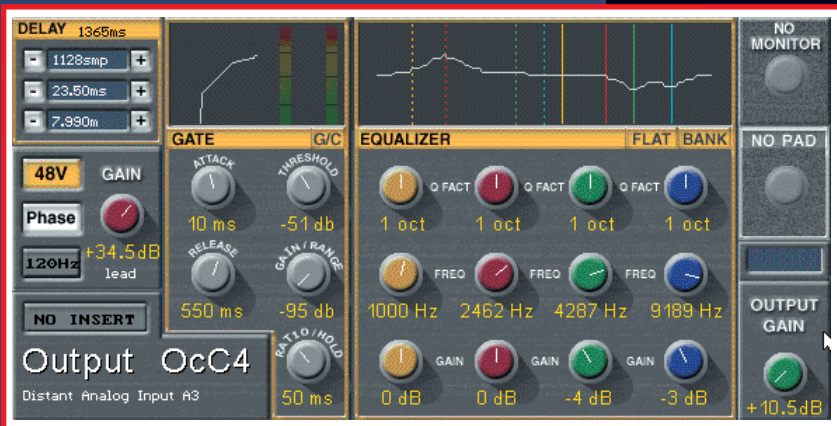 DELAY 1365ms
- 1128smp +
- 23.50ms +
- 7.990m +
48V GAIN
Phase
120Hz
+34.5dB
lead
NO INSERT
Output OcC4
Distant Analog Input A3
GATE G/C
ATTACK THRESHOLD
10 ms -51 db
RELEASE GAIN/RANGE
550 ms -95 db
RATIO/HOLD
50 ms
EQUALIZER FLAT BANK
Q FACT Q FACT Q FACT
1 oct 1 oct 1 oct 1 oct
FREQ FREQ FREQ
1000 Hz 2462 Hz 4287 Hz 9189 Hz
GAIN GAIN GAIN
0 dB 0 dB -4 dB -3 dB
NO
MONITOR
NO PAD
OUTPUT
GAIN
+10.5dB